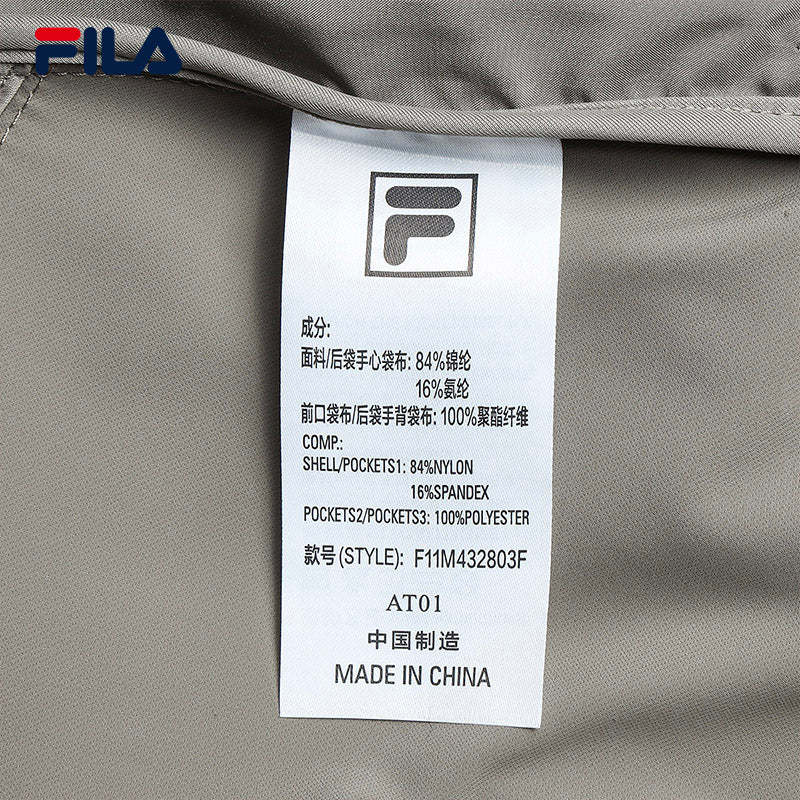 FILA
F
成分:
面料/后袋手心袋布: 84%锦纶
16%氨纶
前口袋布/后袋手背袋布: 100%聚酯纤维
COMP.:
SHELL/POCKETS1: 84%NYLON
16%SPANDEX
POCKETS2/POCKETS3: 100%POLYESTER
款号(STYLE): F11M432803F
AT01
中国制造
MADE IN CHINA